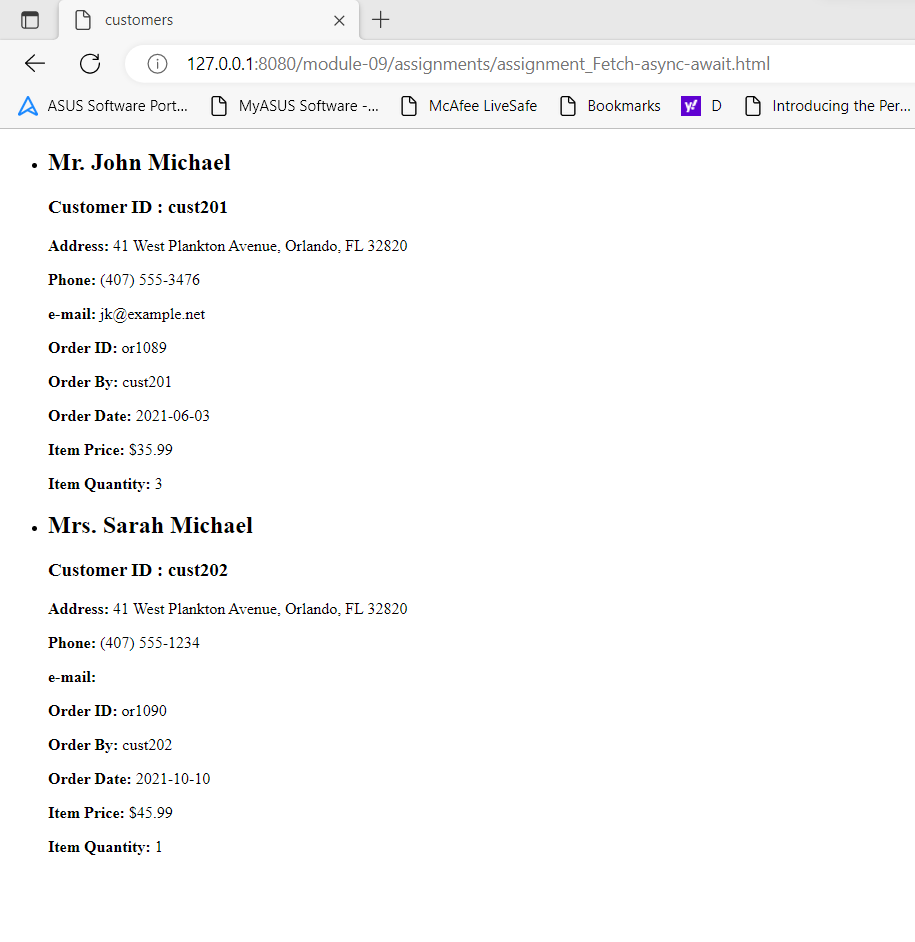 customers
127.0.0.1:8080/module-09/assignments/assignment_Fetch-async-await.html
ASUS Software Port... MyASUS Software -... McAfee LiveSafe Bookmarks y! D Introducing the Per...
• Mr. John Michael
Customer ID : cust201
Address: 41 West Plankton Avenue, Orlando, FL 32820
Phone: (407) 555-3476
e-mail: jk@example.net
Order ID: or1089
Order By: cust201
Order Date: 2021-06-03
Item Price: $35.99
Item Quantity: 3
• Mrs. Sarah Michael
Customer ID : cust202
Address: 41 West Plankton Avenue, Orlando, FL 32820
Phone: (407) 555-1234
e-mail:
Order ID: or1090
Order By: cust202
Order Date: 2021-10-10
Item Price: $45.99
Item Quantity: 1